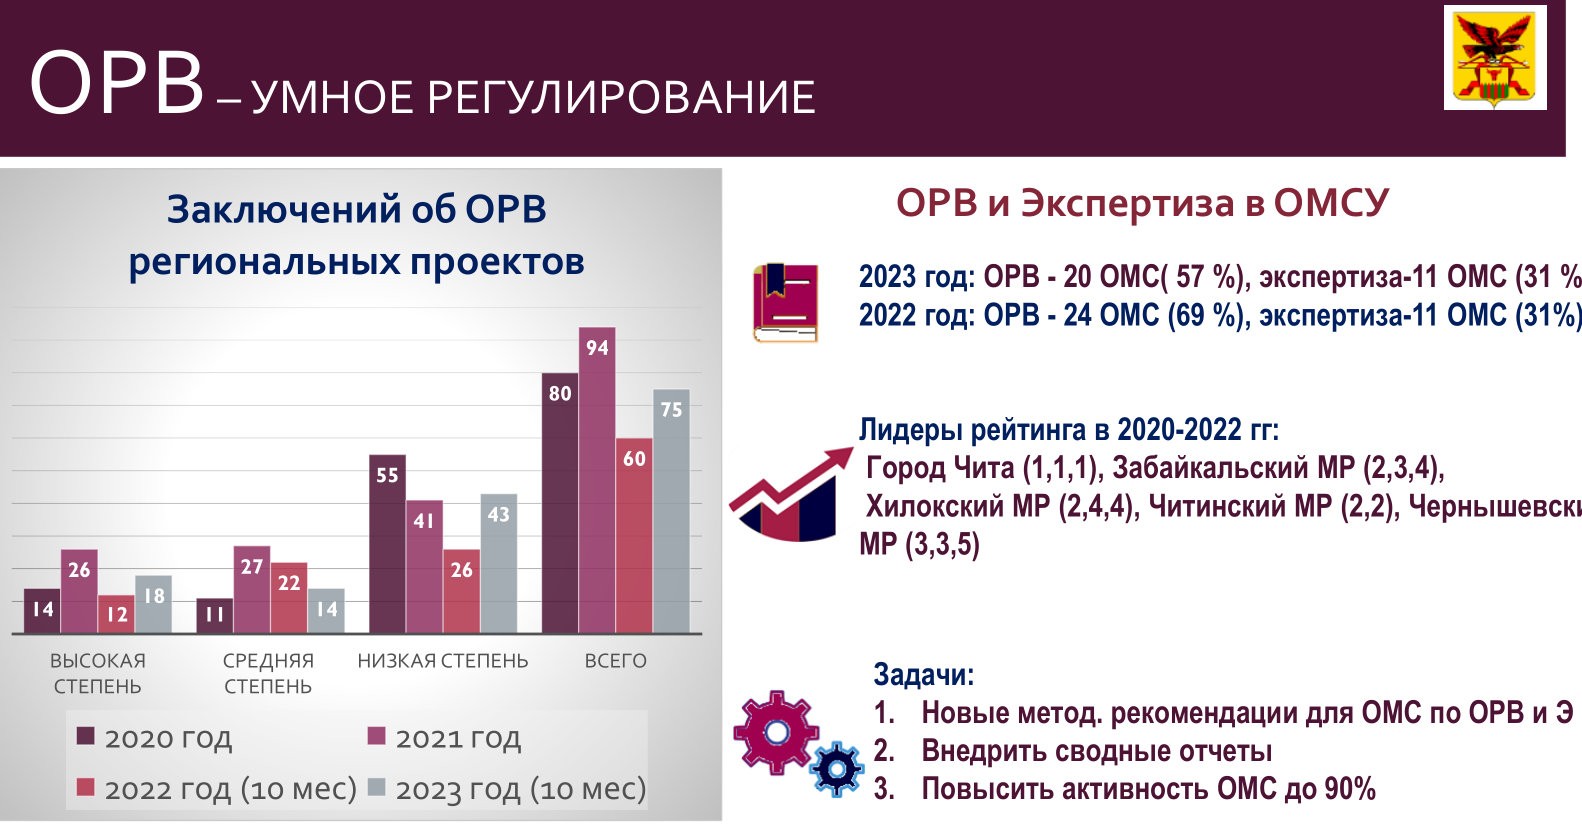 ОРВ – УМНОЕ РЕГУЛИРОВАНИЕ
Заключений об ОРВ
региональных проектов
80
94
60
75
55
41
26
43
14
26
12
18
11
27
22
14
ВЫСОКАЯ
СТЕПЕНЬ
СРЕДНЯЯ
СТЕПЕНЬ
НИЗКАЯ СТЕПЕНЬ
ВСЕГО
2020 год
2021 год
2022 год (10 мес)
2023 год (10 мес)
ОРВ и Экспертиза в ОМСУ
2023 год: ОРВ - 20 ОМС( 57 %), экспертиза-11 ОМС (31 %
2022 год: ОРВ - 24 ОМС (69 %), экспертиза-11 ОМС (31%)
Лидеры рейтинга в 2020-2022 гг:
Город Чита (1,1,1), Забайкальский МР (2,3,4),
Хилокский МР (2,4,4), Читинский МР (2,2),
МР (3,3,5)
Задачи:
1. Новые метод. рекомендации для ОМС по ОРВ и Э
2. Внедрить сводные отчеты
3. Повысить активность ОМС до 90%